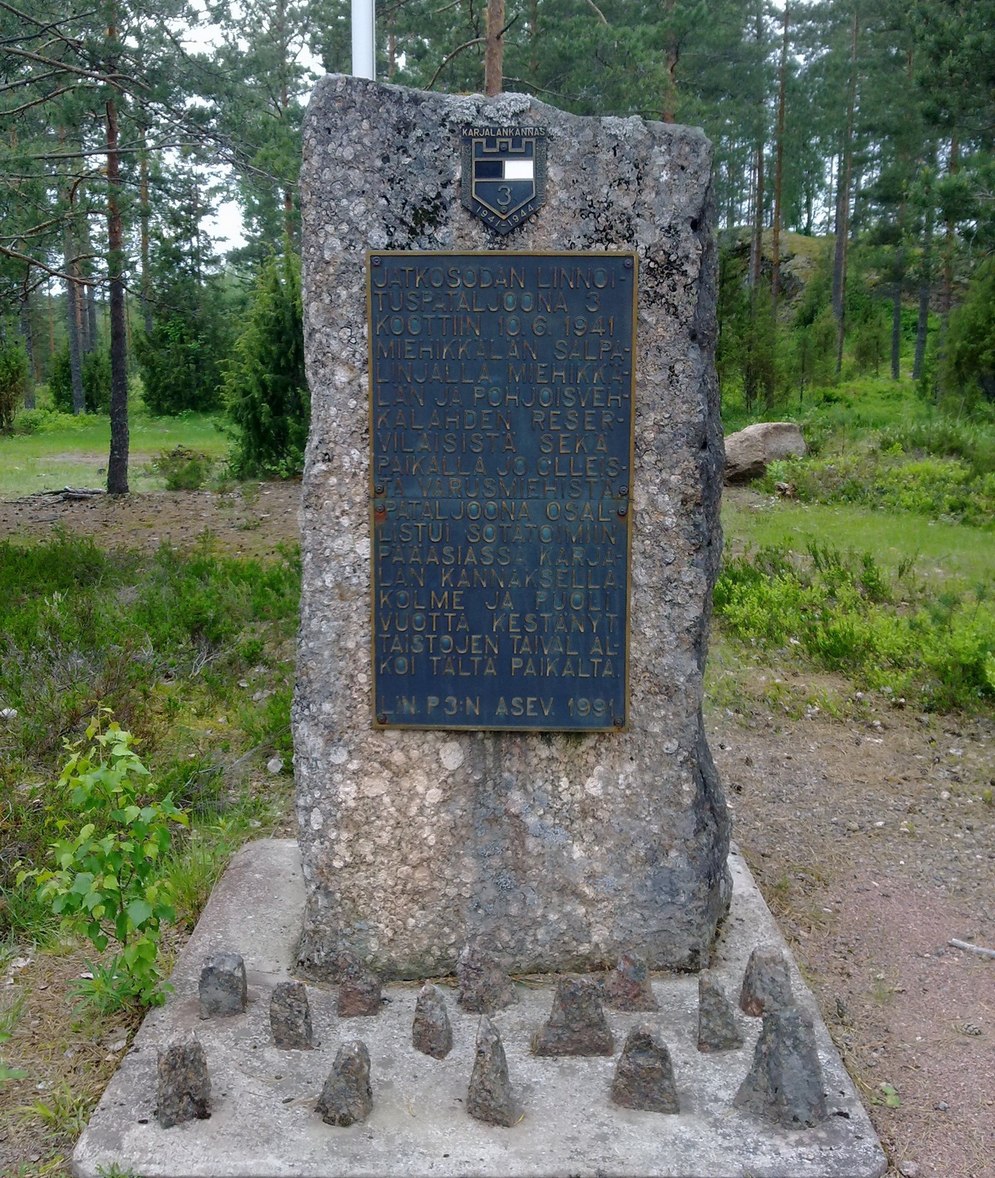 KARJALANKANNAS
3
1941 1944
JATKOSODAN LINNOI-
TUSPATALJOONA 3
KOOTTIIN 10.6.1941
MIEHIKKÄLÄN SALPA-
LINJALLA MIEHIKKÄ-
LÄN JA POHJOISVEH-
KALAHDEN RESER-
VILÄISISTÄ SEKÄ
PAIKALLA JO OLLEIS-
TA VARUSMIEHISTÄ
PATALJOONA OSAL-
LISTUI SOTATOIMIIN
PÄÄASIASSA KARJA-
LAN KANNAKSELLA
KOLME JA PUOLI
VUOTTA KESTÄNYT
TAISTOJEN TAIVAL AL-
KOI TÄLTÄ PAIKALTA
LIN.P3:N ASEV. 1991